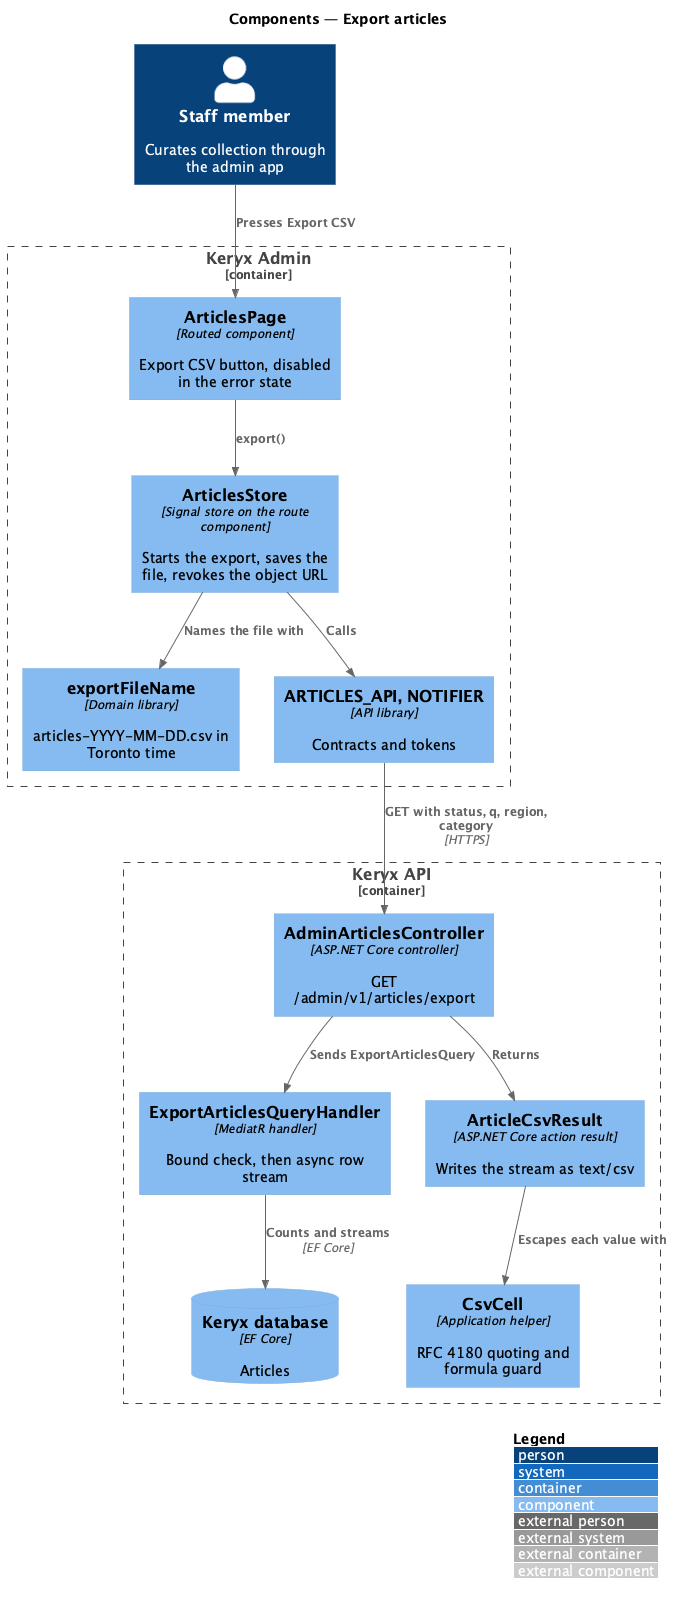 Components — Export articles
Staff member
Curates collection through
the admin app
Presses Export CSV
Keryx Admin
[container]
ArticlesPage
[Routed component]
Export CSV button, disabled
in the error state
export()
ArticlesStore
[Signal store on the route
component]
Starts the export, saves the
file, revokes the object URL
Names the file with
Calls
exportFileName
[Domain library]
articles-YYYY-MM-DD.csv in
Toronto time
ARTICLES_API, NOTIFIER
[API library]
Contracts and tokens
GET with status, q, region,
category
[HTTPS]
Keryx API
[container]
AdminArticlesController
[ASP.NET Core controller]
GET
/admin/v1/articles/export
Sends ExportArticlesQuery
Returns
ExportArticlesQueryHandler
[MediatR handler]
Bound check, then async row
stream
ArticleCsvResult
[ASP.NET Core action result]
Writes the stream as text/csv
Counts and streams
[EF Core]
Escapes each value with
Keryx database
[EF Core]
Articles
CsvCell
[Application helper]
RFC 4180 quoting and
formula guard
Legend
person
system
container
component
external person
external system
external container
external component